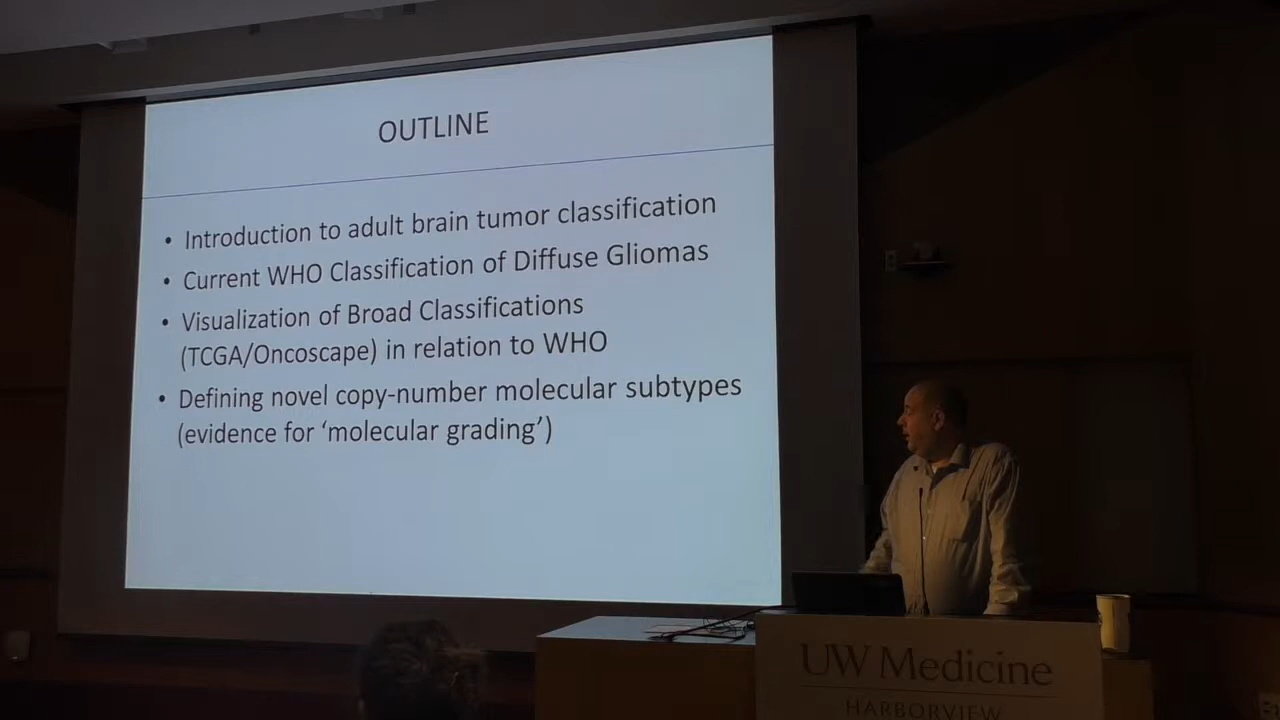 OUTLINE
• Introduction to adult brain tumor classification
• Current WHO Classification of Diffuse Gliomas
• Visualization of Broad Classifications
(TCGA/Oncoscape) in relation to WHO
• Defining novel copy-number molecular subtypes
(evidence for ‘molecular grading’)
UW Medicine
HARBORVIEW